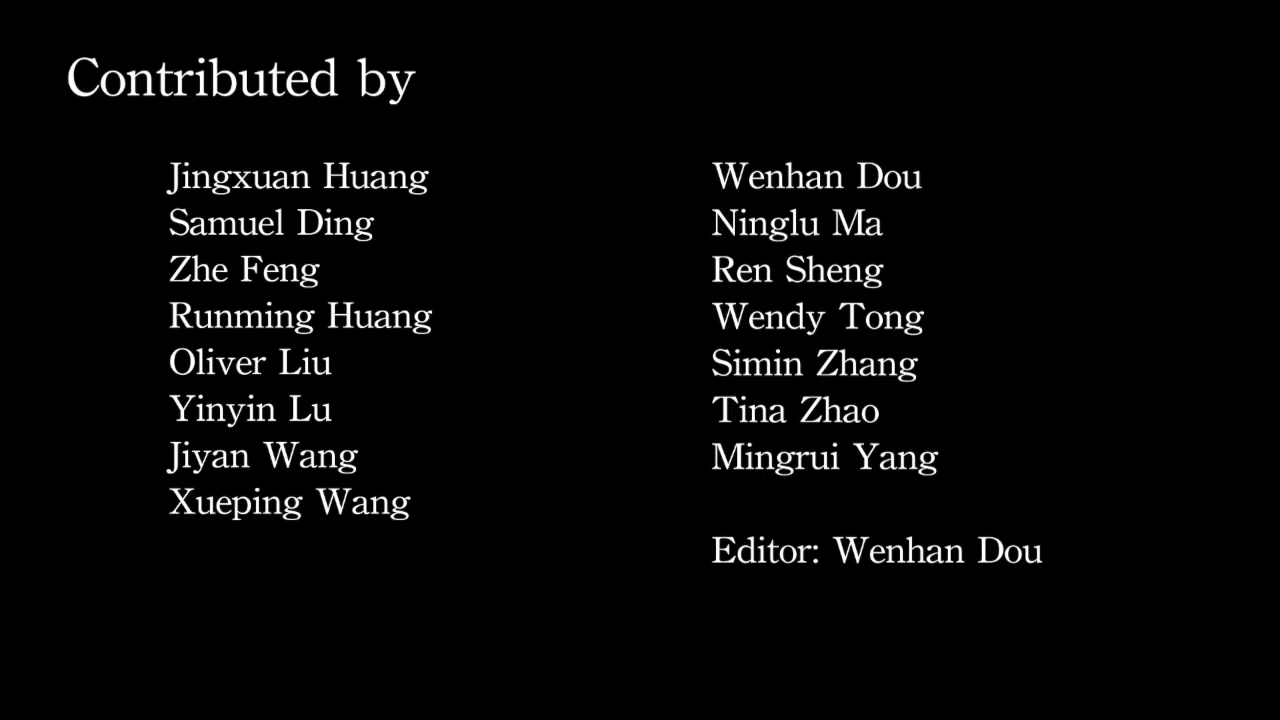 Contributed by
Jingxuan Huang
Samuel Ding
Zhe Feng
Runming Huang
Oliver Liu
Yinyin Lu
Jiyan Wang
Xueping Wang
Wenhan Dou
Ninglu Ma
Ren Sheng
Wendy Tong
Simin Zhang
Tina Zhao
Mingrui Yang
Editor: Wenhan Dou